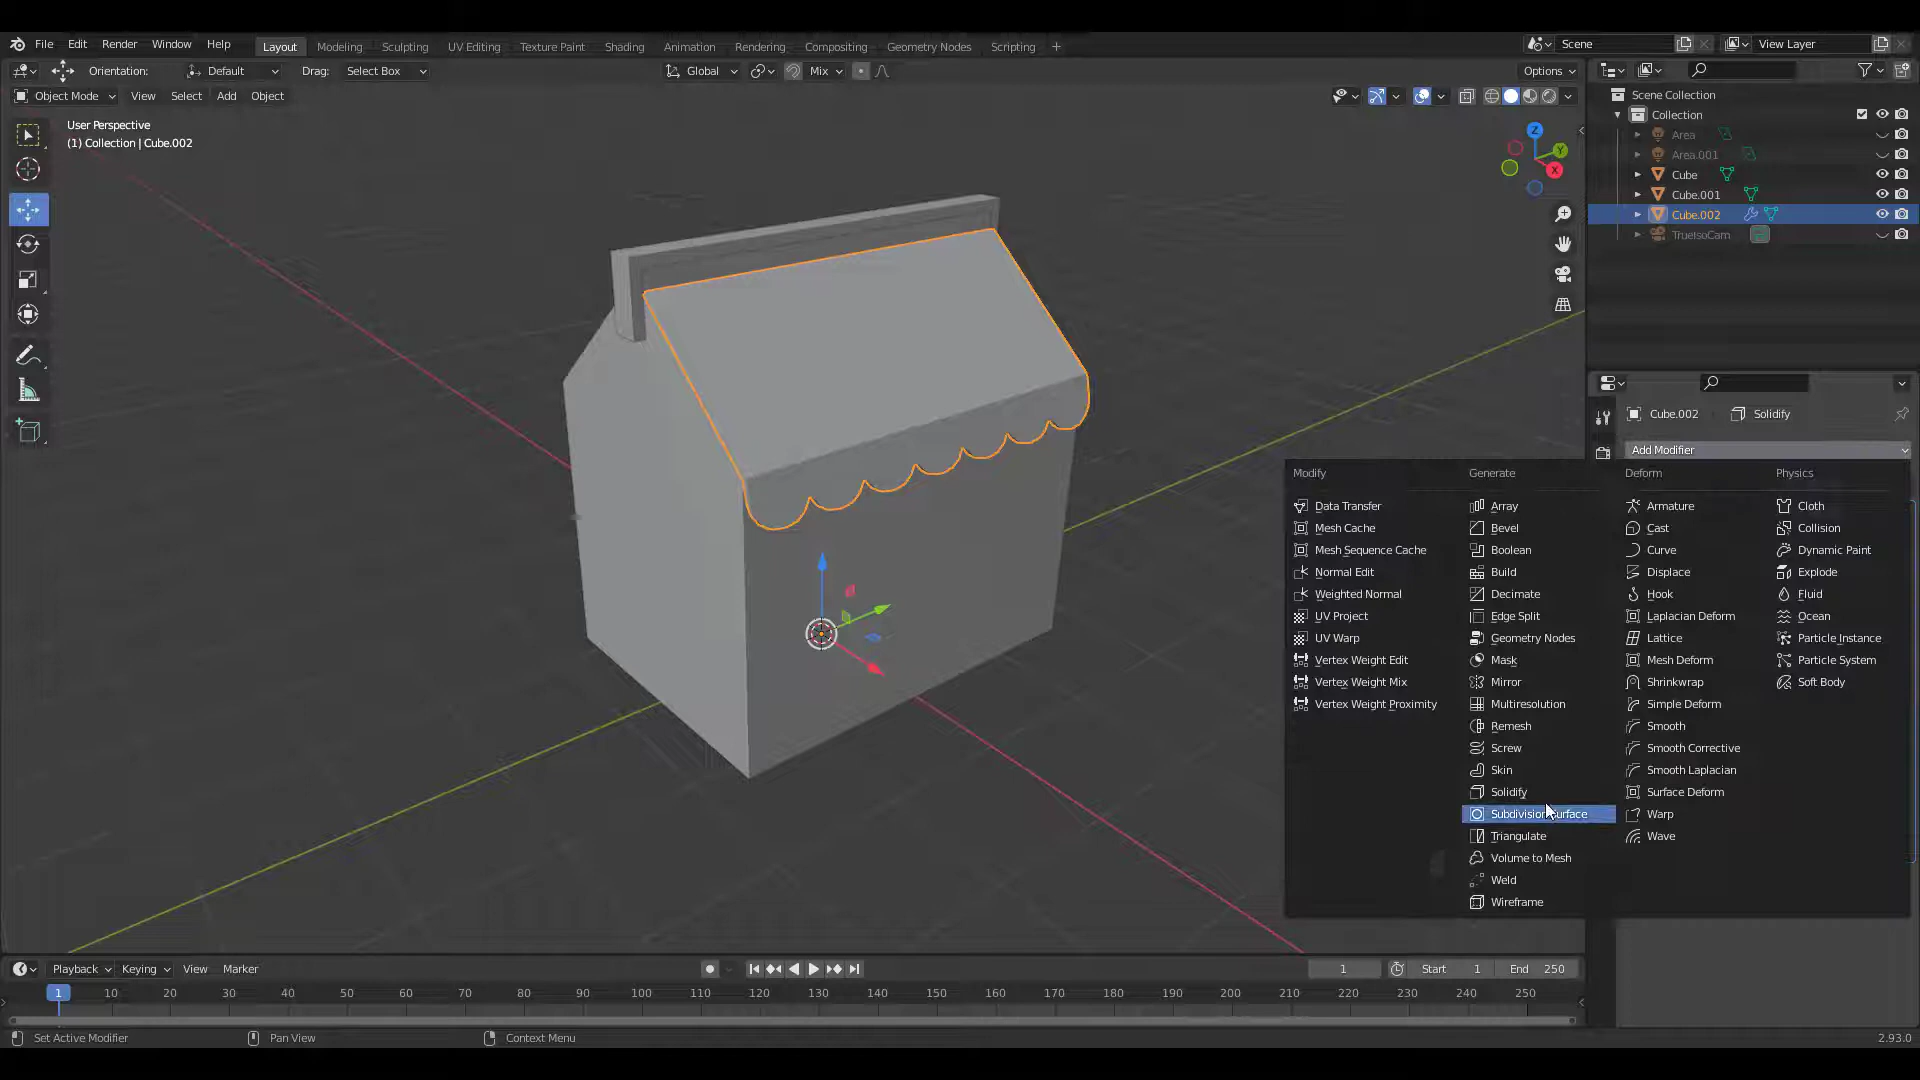 File Edit Render Window Help Layout Modeling Sculpting UV Editing Texture Paint Shading Animation Rendering Compositing Geometry Nodes Scripting + Scene View Layer
Orientation: Default Drag: Select Box Global Mix Options
Object Mode View Select Add Object
User Perspective
(1) Collection | Cube.002
Z
Y
X
Scene Collection
Collection
Area
Area.001
Cube
Cube.001
Cube.002
TrueIsoCam
Cube.002 Solidify
Add Modifier
Modify Generate Deform Physics
Data Transfer Array Armature Cloth
Mesh Cache Bevel Cast Collision
Mesh Sequence Cache Boolean Curve Dynamic Paint
Normal Edit Build Displace Explode
Weighted Normal Decimate Hook Fluid
UV Project Edge Split Laplacian Deform Ocean
UV Warp Geometry Nodes Lattice Particle Instance
Vertex Weight Edit Mask Mesh Deform Particle System
Vertex Weight Mix Mirror Shrinkwrap Soft Body
Vertex Weight Proximity Multiresolution Simple Deform
Remesh Smooth
Screw Smooth Corrective
Skin Smooth Laplacian
Solidify Surface Deform
Subdivision Surface Warp
Triangulate Wave
Volume to Mesh
Weld
Wireframe
Playback Keying View Marker 1 Start 1 End 250
1 10 20 30 40 50 60 70 80 90 100 110 120 130 140 150 160 170 180 190 200 210 220 230 240 250
Set Active Modifier Pan View Context Menu 2.93.0